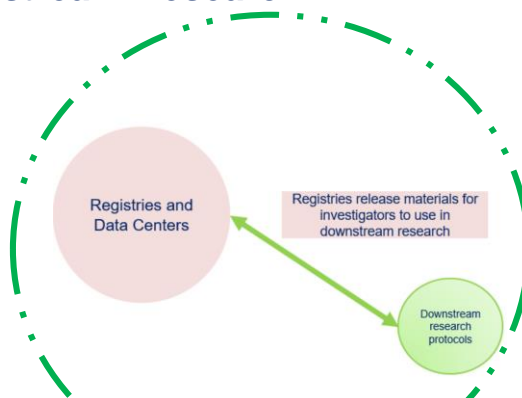 Registries and
Data Centers
Registries release materials for
investigators to use in
downstream research
Downstream
research
protocols